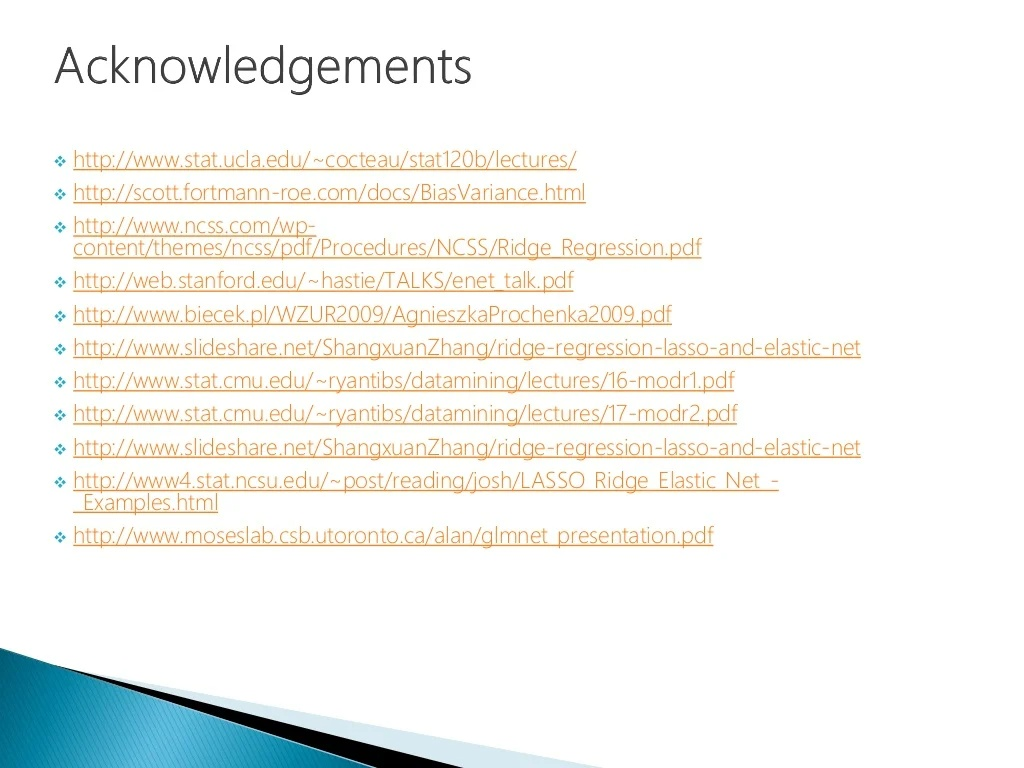 Acknowledgements
http://www.stat.ucla.edu/~cocteau/stat120b/lectures/
http://scott.fortmann-roe.com/docs/BiasVariance.html
http://www.ncss.com/wp-
content/themes/ncss/pdf/Procedures/NCSS/Ridge_Regression.pdf
http://web.stanford.edu/~hastie/TALKS/enet_talk.pdf
http://www.biecek.pl/WZUR2009/AgnieszkaProchenka2009.pdf
http://www.slideshare.net/ShangxuanZhang/ridge-regression-lasso-and-elastic-net
http://www.stat.cmu.edu/~ryantibs/datamining/lectures/16-modr1.pdf
http://www.stat.cmu.edu/~ryantibs/datamining/lectures/17-modr2.pdf
http://www.slideshare.net/ShangxuanZhang/ridge-regression-lasso-and-elastic-net
http://www4.stat.ncsu.edu/~post/reading/josh/LASSO_Ridge_Elastic_Net_-
_Examples.html
http://www.moseslab.csb.utoronto.ca/alan/glmnet_presentation.pdf